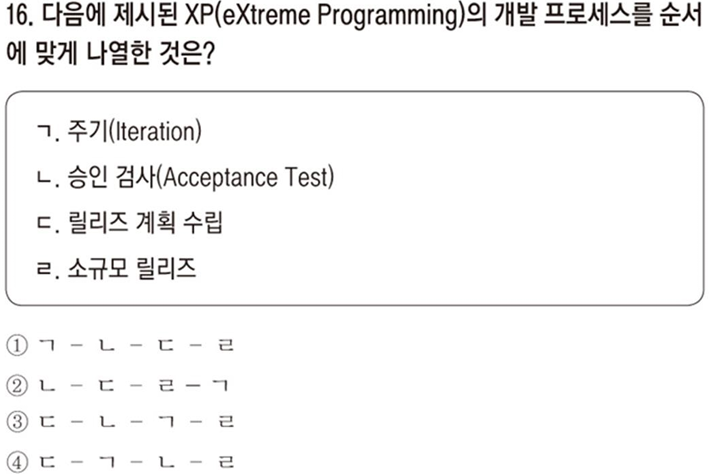 16. 다음에 제시된 XP(eXtreme Programming)의 개발 프로세스를 순서
에 맞게 나열한 것은?
ㄱ. 주기(Iteration)
ㄴ. 승인 검사(Acceptance Test)
ㄷ. 릴리즈 계획 수립
ㄹ. 소규모 릴리즈
① ㄱ - ㄴ - ㄷ - ㄹ
② ㄴ - ㄷ - ㄹ - ㄱ
③ ㄷ - ㄴ - ㄱ - ㄹ
④ ㄷ - ㄱ - ㄴ - ㄹ